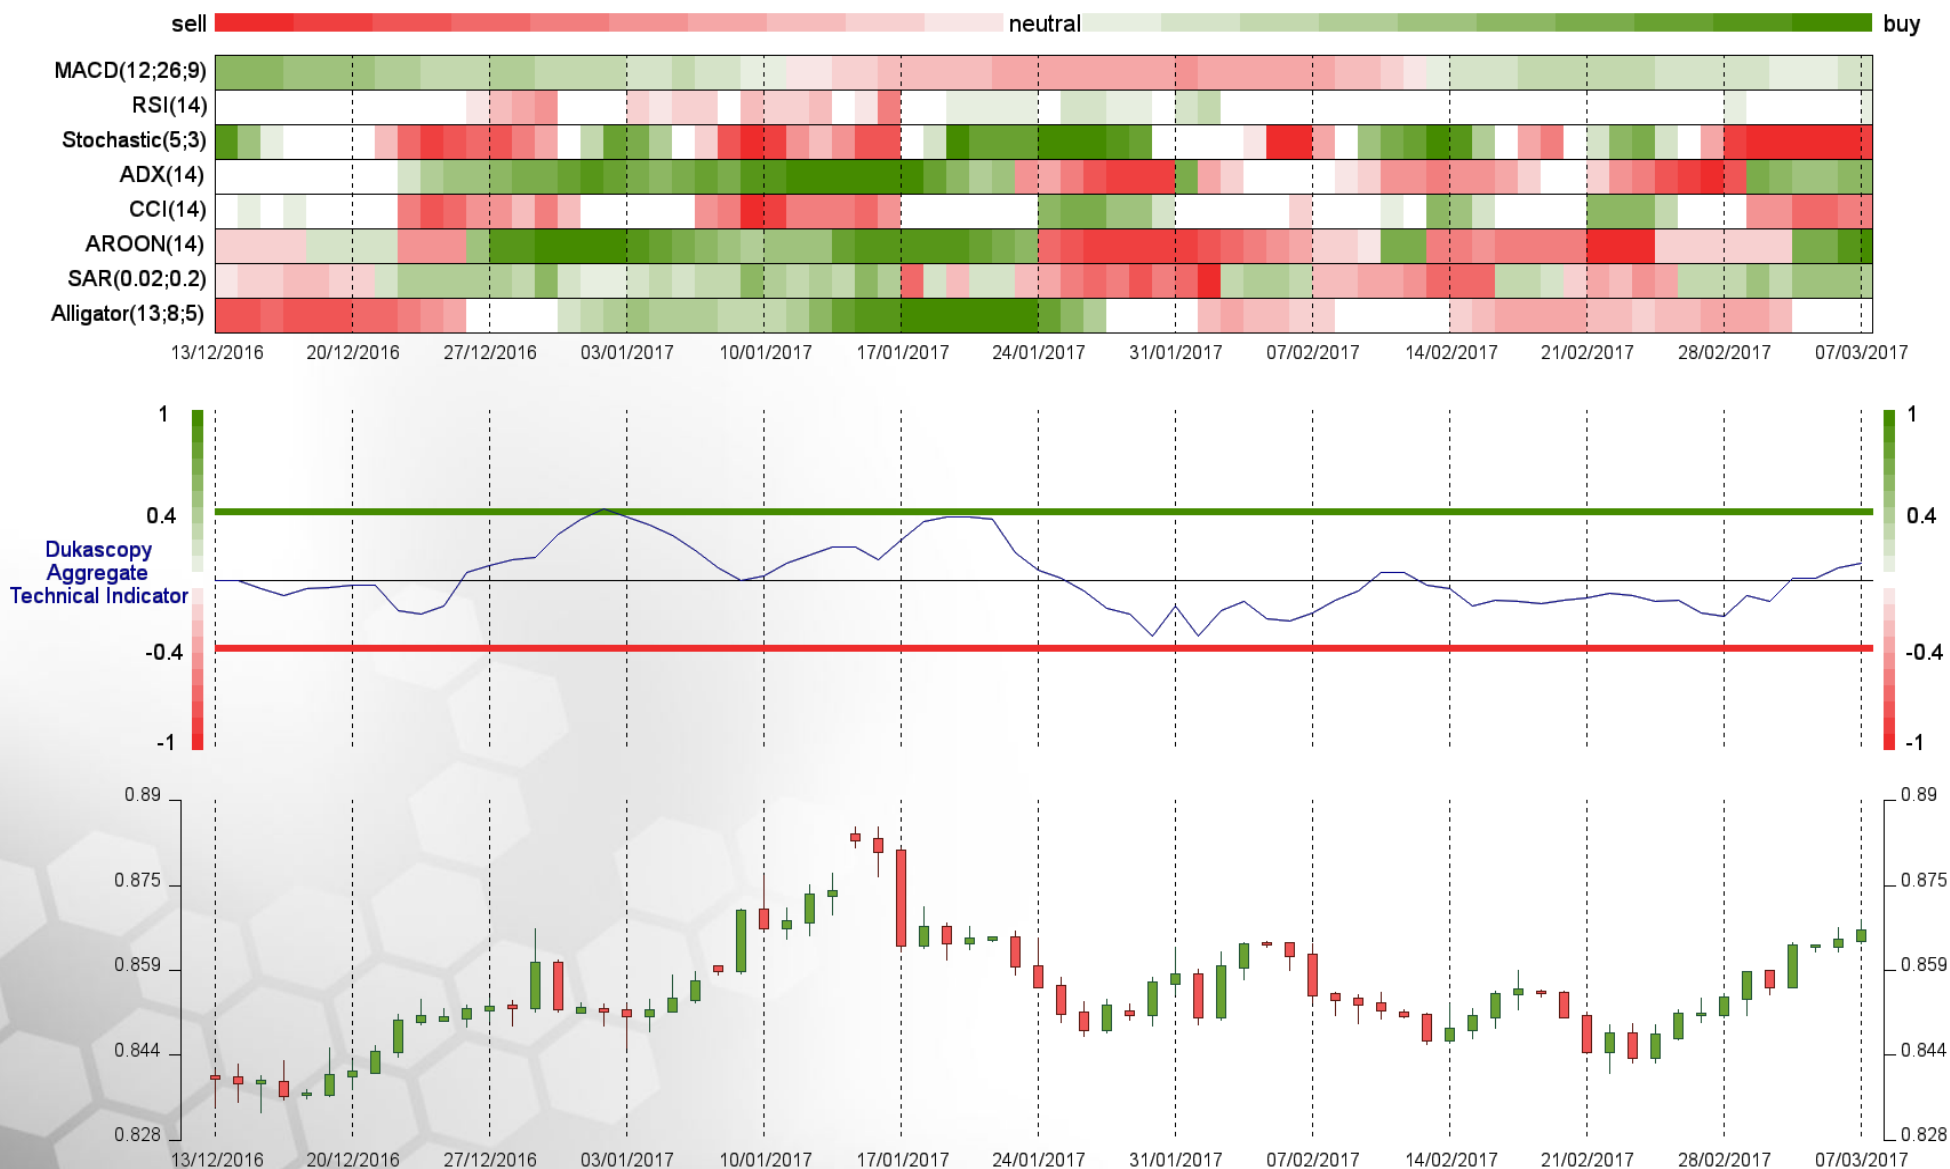 sell neutral buy
MACD(12;26;9)
RSI(14)
Stochastic(5;3)
ADX(14)
CCI(14)
AROON(14)
SAR(0.02;0.2)
Alligator(13;8;5)
13/12/2016 20/12/2016 27/12/2016 03/01/2017 10/01/2017 17/01/2017 24/01/2017 31/01/2017 07/02/2017 14/02/2017 21/02/2017 28/02/2017 07/03/2017
1 1
0.4 0.4
Dukascopy
Aggregate
Technical Indicator
-0.4 -0.4
-1 -1
0.89 0.89
0.875 0.875
0.859 0.859
0.844 0.844
0.828 0.828
13/12/2016 20/12/2016 27/12/2016 03/01/2017 10/01/2017 17/01/2017 24/01/2017 31/01/2017 07/02/2017 14/02/2017 21/02/2017 28/02/2017 07/03/2017